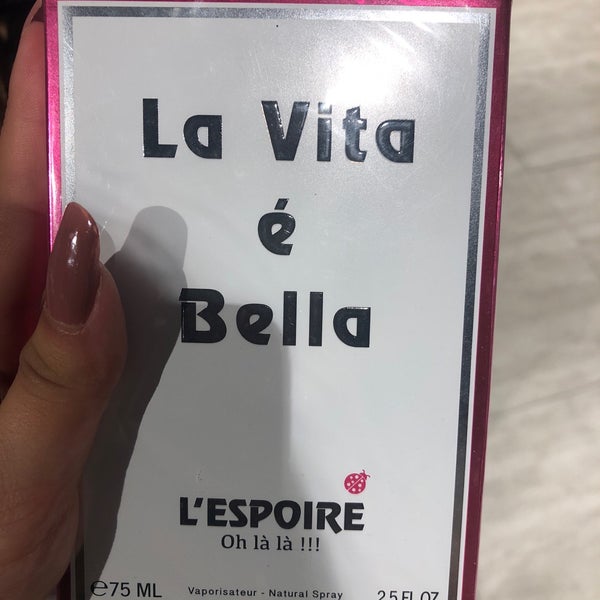 La Vita
é
Bella
L'ESPOIRE
Oh là là !!!
℮75 ML Vaporisateur - Natural Spray 2.5 FL OZ